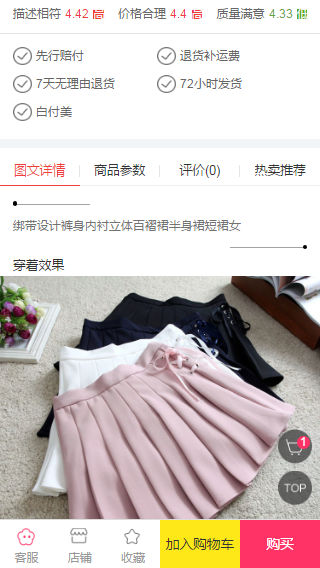 描述相符 4.42 高 价格合理 4.4 高 质量满意 4.33 低
先行赔付 退货补运费
7天无理由退货 72小时发货
白付美
图文详情 商品参数 评价(0) 热卖推荐
绑带设计裤身内衬立体百褶裙半身裙短裙女
穿着效果
1
TOP
客服 店铺 收藏 加入购物车 购买